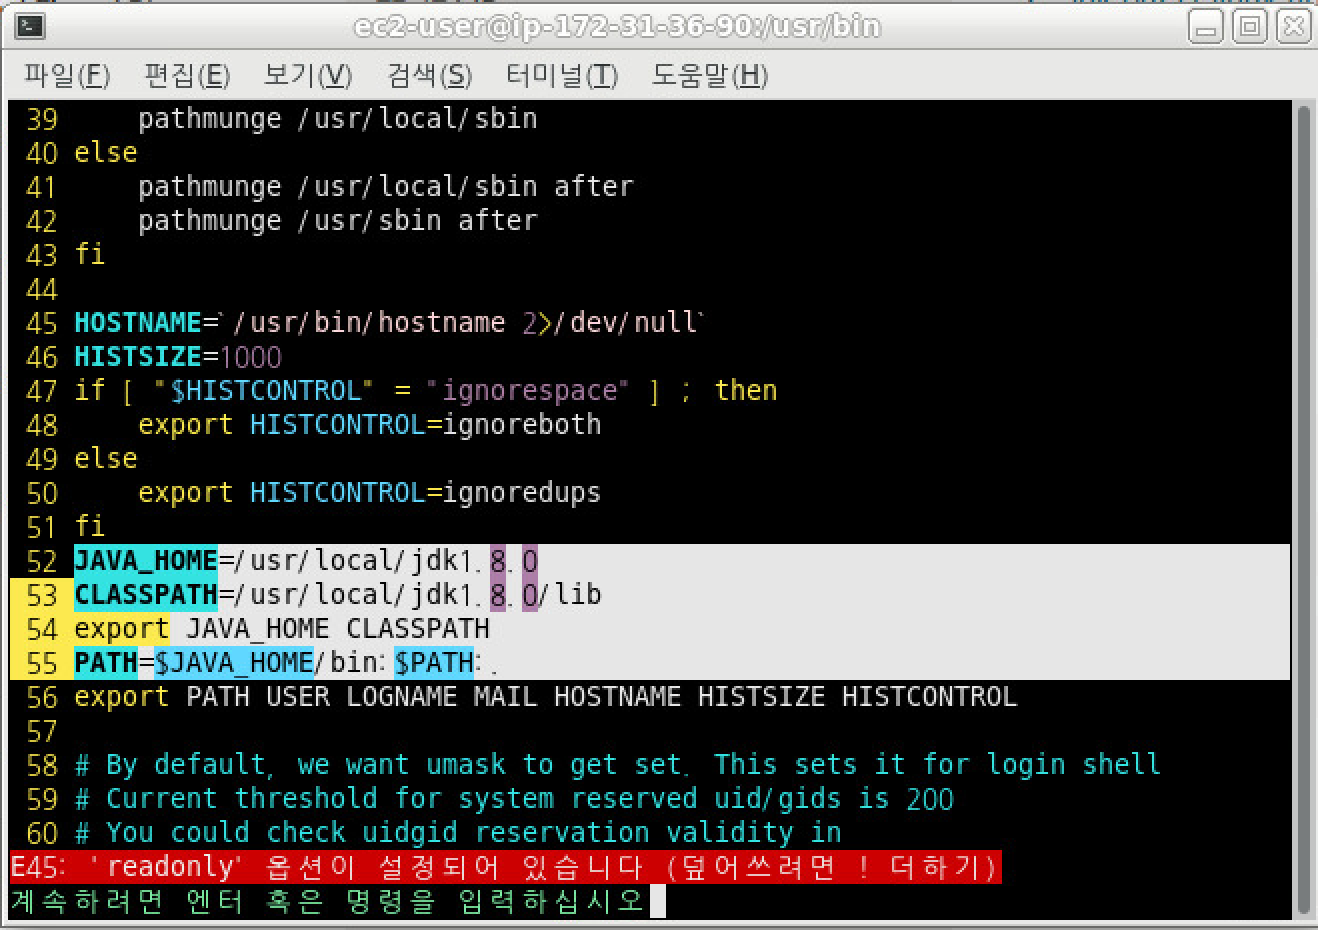 ec2-user@ip-172-31-36-90:/usr/bin
파일(F) 편집(E) 보기(V) 검색(S) 터미널(T) 도움말(H)
39     pathmunge /usr/local/sbin
40 else
41     pathmunge /usr/local/sbin after
42     pathmunge /usr/sbin after
43 fi
44
45 HOSTNAME=`/usr/bin/hostname 2>/dev/null`
46 HISTSIZE=1000
47 if [ "$HISTCONTROL" = "ignorespace" ] ; then
48     export HISTCONTROL=ignoreboth
49 else
50     export HISTCONTROL=ignoredups
51 fi
52 JAVA_HOME=/usr/local/jdk1.8.0
53 CLASSPATH=/usr/local/jdk1.8.0/lib
54 export JAVA_HOME CLASSPATH
55 PATH=$JAVA_HOME/bin:$PATH:.
56 export PATH USER LOGNAME MAIL HOSTNAME HISTSIZE HISTCONTROL
57
58 # By default, we want umask to get set. This sets it for login shell
59 # Current threshold for system reserved uid/gids is 200
60 # You could check uidgid reservation validity in
E45: 'readonly' 옵션이 설정되어 있습니다 (덮어쓰려면 ! 더하기)
계속하려면 엔터 혹은 명령을 입력하십시오